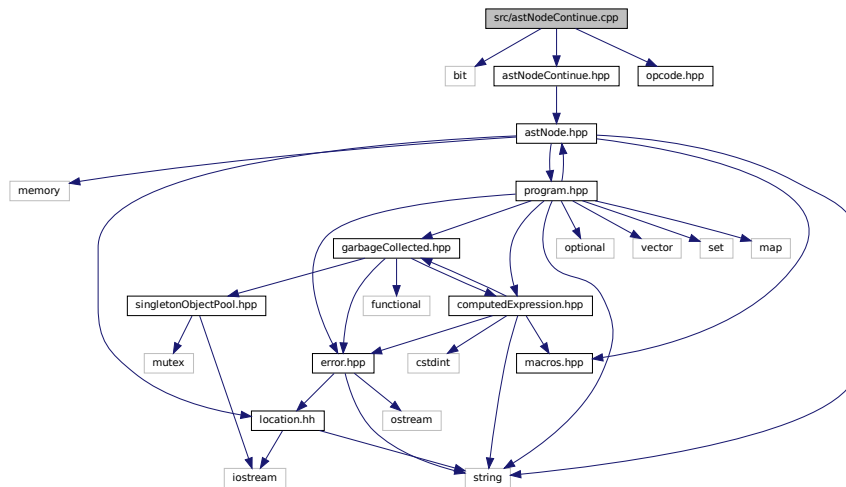 src/astNodeContinue.cpp
bit
astNodeContinue.hpp
opcode.hpp
astNode.hpp
memory
program.hpp
garbageCollected.hpp
optional
vector
set
map
singletonObjectPool.hpp
functional
computedExpression.hpp
mutex
error.hpp
cstdint
macros.hpp
location.hh
ostream
iostream
string